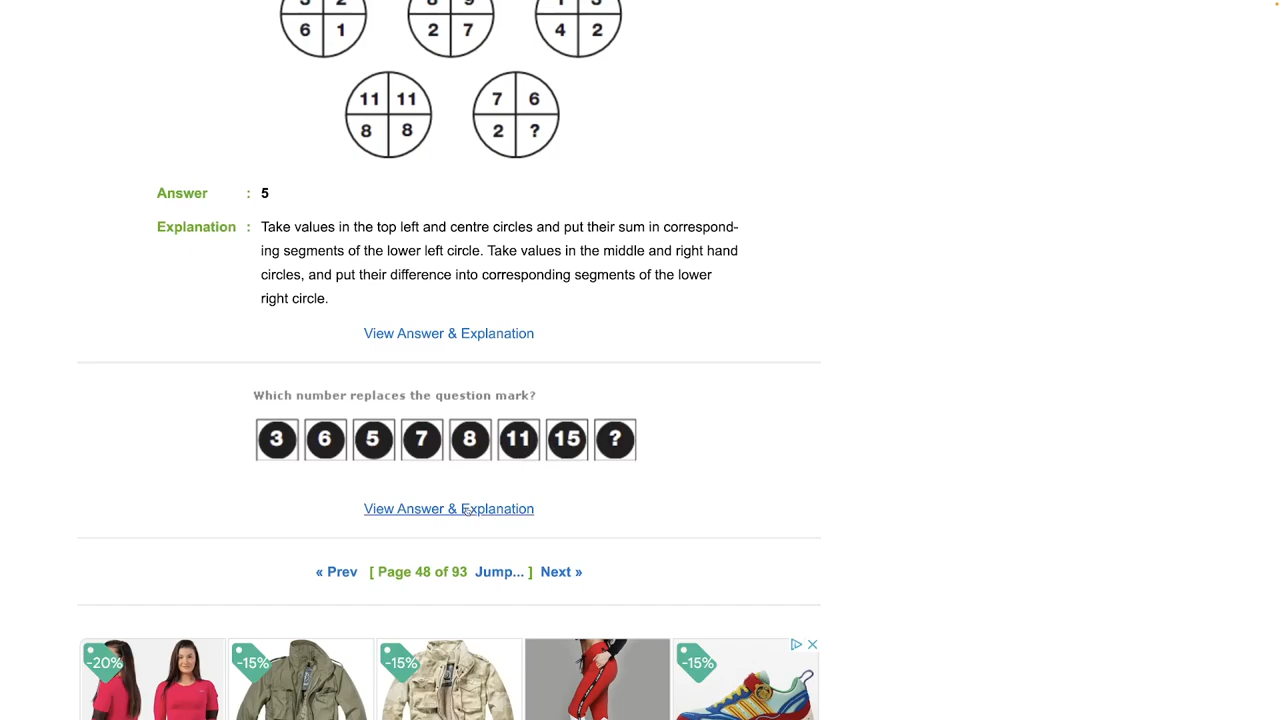 6 1 2 7 4 2
11 11 7 6
8 8 2 ?
Answer : 5
Explanation : Take values in the top left and centre circles and put their sum in correspond-
ing segments of the lower left circle. Take values in the middle and right hand
circles, and put their difference into corresponding segments of the lower
right circle.
View Answer & Explanation
Which number replaces the question mark?
3 6 5 7 8 11 15 ?
View Answer & Explanation
« Prev [ Page 48 of 93 Jump... ] Next »
-20% -15% -15% -15%